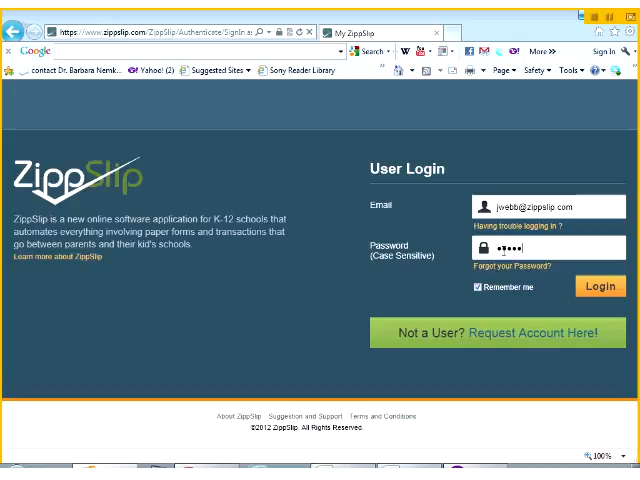 https://www.zippslip.com/ZippSlip/Authenticate/SignIn
My ZippSlip
Google
Search
W
More »
Sign In
contact Dr. Barbara Nemk...
Yahoo! (2)
Suggested Sites
Sony Reader Library
Page
Safety
Tools
ZippSlip
ZippSlip is a new online software application for K-12 schools that
automates everything involving paper forms and transactions that
go between parents and their kid's schools.
Learn more about ZippSlip
User Login
Email
jwebb@zippslip.com
Having trouble logging in ?
Password
(Case Sensitive)
Forgot your Password?
Remember me
Login
Not a User? Request Account Here!
About ZippSlip Suggestion and Support Terms and Conditions
©2012 ZippSlip. All Rights Reserved.
100%